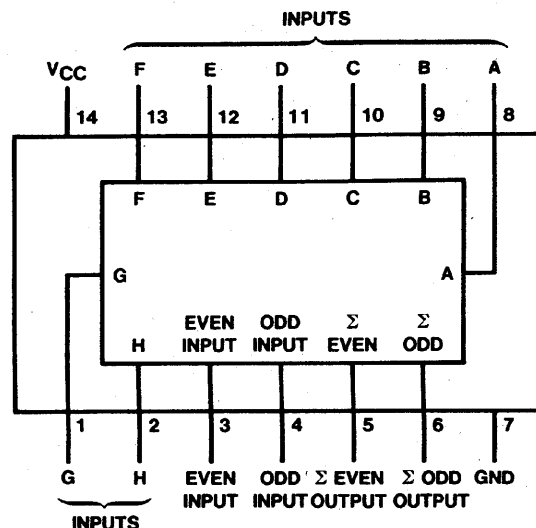 INPUTS
VCC F E D C B A
14 13 12 11 10 9 8
F E D C B
G A
EVEN ODD Σ Σ
H INPUT INPUT EVEN ODD
1 2 3 4 5 6 7
G H EVEN ODD Σ EVEN Σ ODD GND
INPUT INPUT OUTPUT OUTPUT
INPUTS